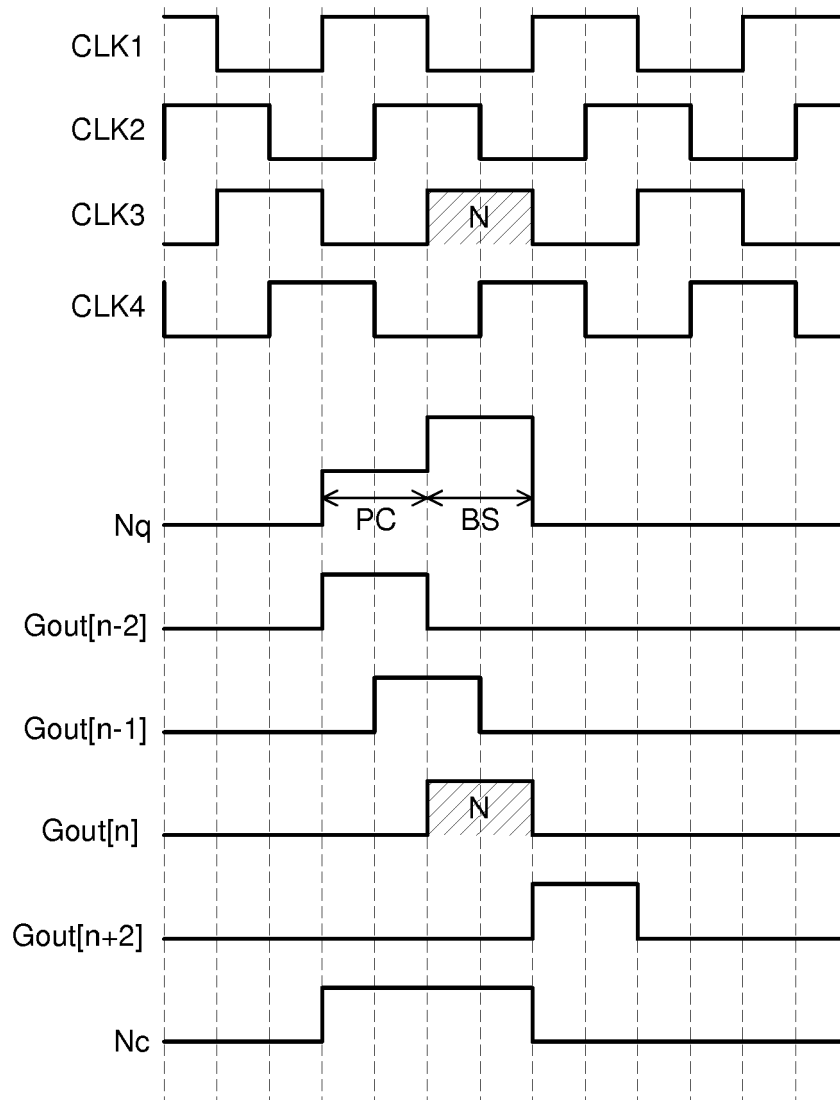 CLK1
CLK2
CLK3 N
CLK4
Nq PC BS
Gout[n-2]
Gout[n-1]
Gout[n] N
Gout[n+2]
Nc